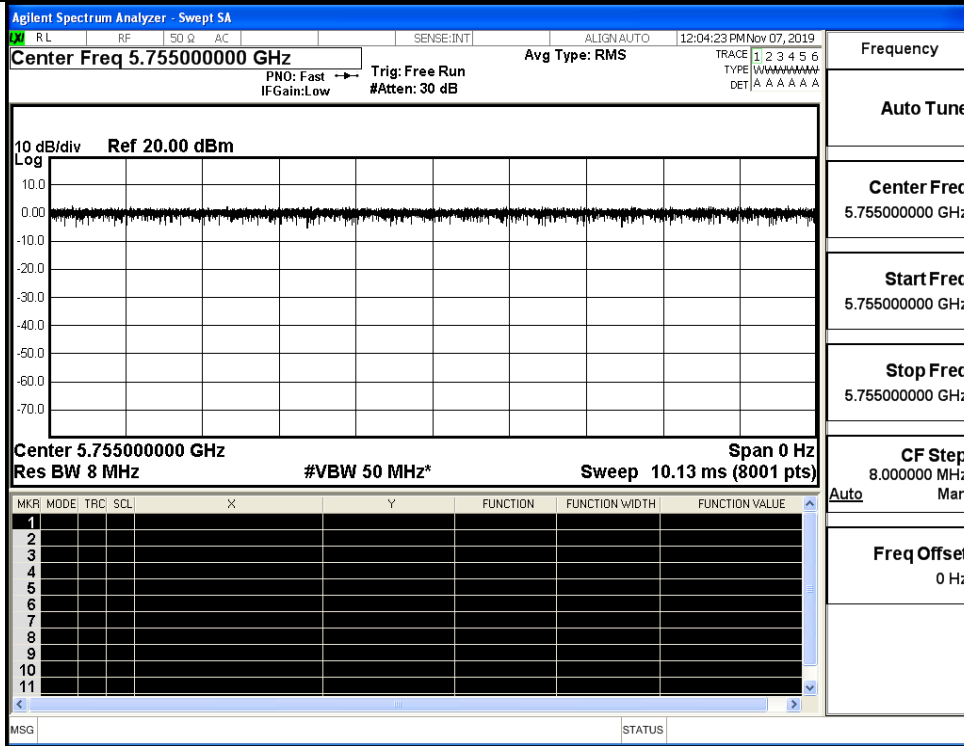 Agilent Spectrum Analyzer - Swept SA
LXI RL RF 50 Ω AC SENSE:INT ALIGNAUTO 12:04:23 PM Nov 07, 2019
Center Freq 5.755000000 GHz Avg Type: RMS TRACE 1 2 3 4 5 6
PNO: Fast Trig: Free Run TYPE WWWWWW
IFGain:Low #Atten: 30 dB DET A A A A A A
10 dB/div Ref 20.00 dBm
Log
10.0
0.00
-10.0
-20.0
-30.0
-40.0
-50.0
-60.0
-70.0
Center 5.755000000 GHz Span 0 Hz
Res BW 8 MHz #VBW 50 MHz* Sweep 10.13 ms (8001 pts)
MKR MODE TRC SCL X Y FUNCTION FUNCTION WIDTH FUNCTION VALUE
1
2
3
4
5
6
7
8
9
10
11
MSG STATUS
Frequency
Auto Tune
Center Freq
5.755000000 GHz
Start Freq
5.755000000 GHz
Stop Freq
5.755000000 GHz
CF Step
8.000000 MHz
Auto Man
Freq Offset
0 Hz